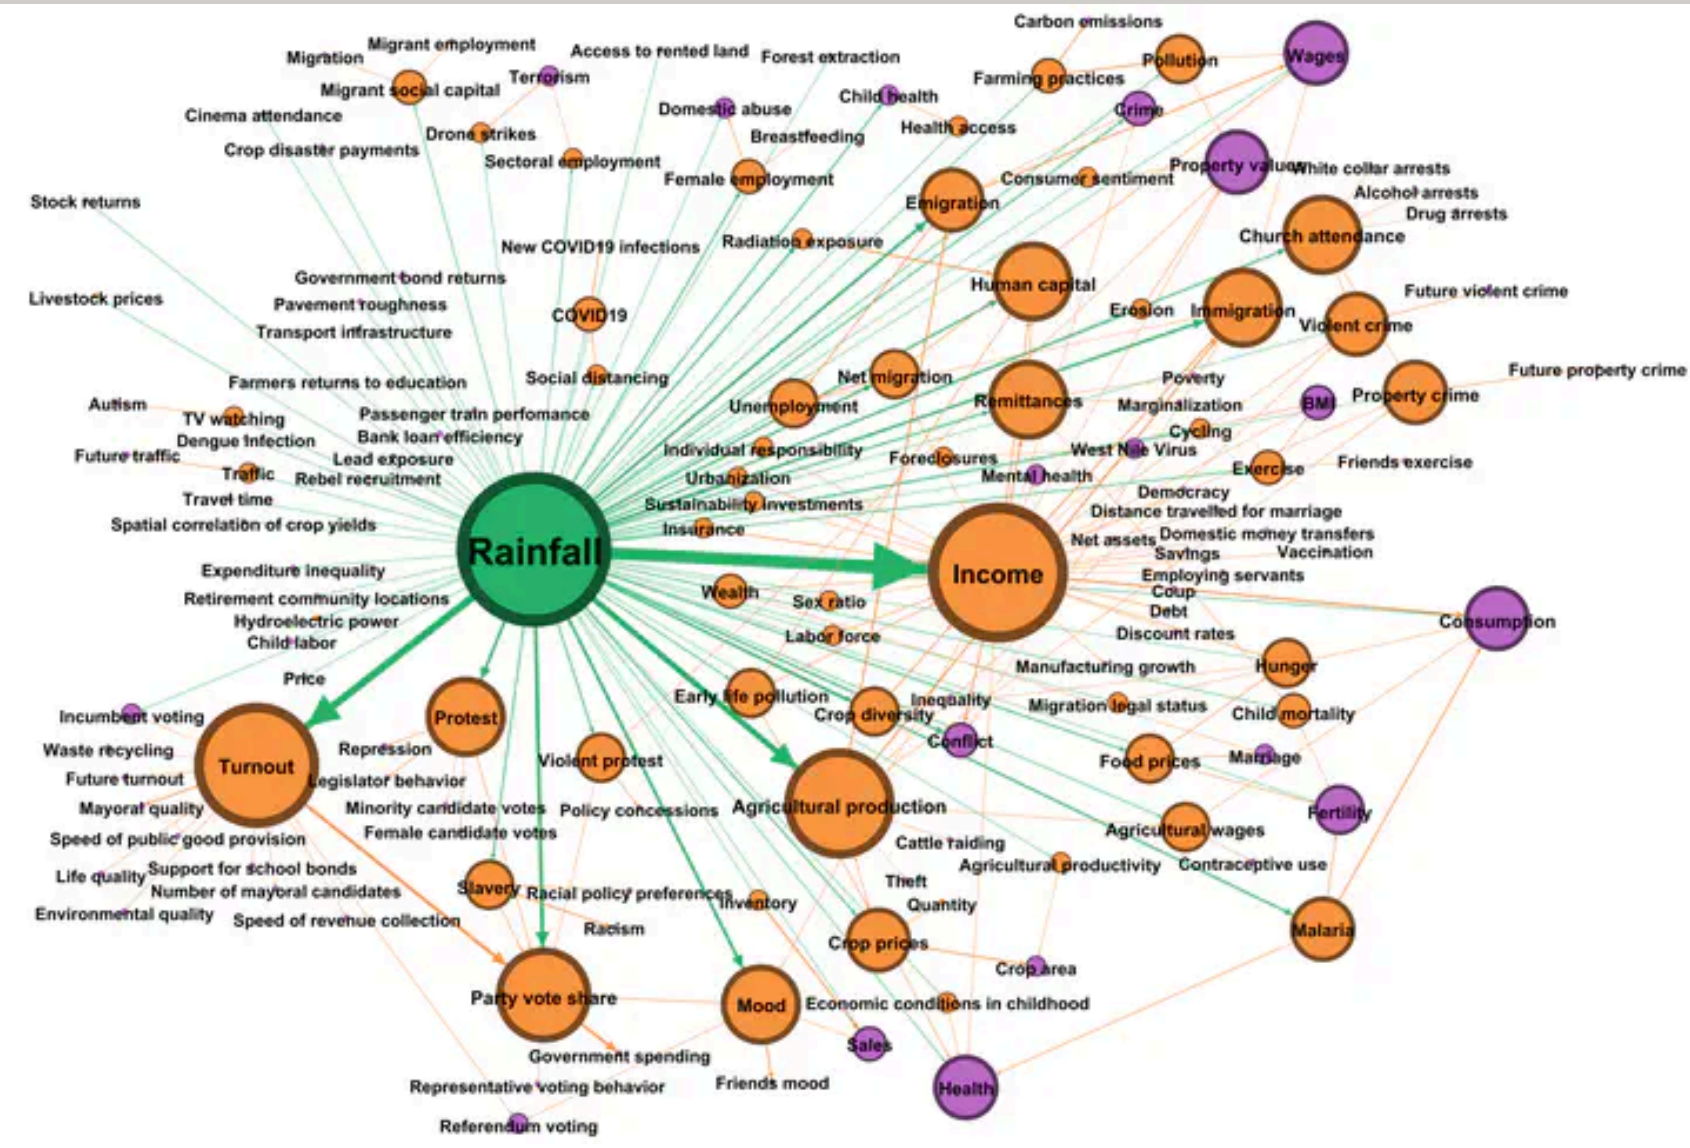 Carbon emissions
Migrant employment
Migration
Access to rented land
Forest extraction
Wages
Pollution
Terrorism
Farming practices
Migrant social capital
Child health
Domestic abuse
Crime
Cinema attendance
Health access
Drone strikes
Breastfeeding
Crop disaster payments
Sectoral employment
Property values
White collar arrests
Female employment
Consumer sentiment
Alcohol arrests
Stock returns
Emigration
Drug arrests
Church attendance
Radiation exposure
New COVID19 infections
Government bond returns
Human capital
Future violent crime
Livestock prices
Pavement roughness
Erosion
Immigration
COVID19
Violent crime
Transport infrastructure
Future property crime
Net migration
Social distancing
Poverty
Farmers returns to education
Property crime
Remittances
BMI
Autism
Unemployment
Marginalization
Passenger train perfomance
TV watching
Cycling
Bank loan efficiency
Dengue infection
Individual responsibility
West Nile Virus
Future traffic
Foreclosures
Lead exposure
Friends exercise
Exercise
Traffic
Mental health
Rebel recruitment
Urbanization
Democracy
Travel time
Sustainability investments
Distance travelled for marriage
Spatial correlation of crop yields
Insurance
Domestic money transfers
Net assets
Rainfall
Savings
Vaccination
Expenditure inequality
Income
Employing servants
Wealth
Coup
Retirement community locations
Sex ratio
Debt
Hydroelectric power
Consumption
Labor force
Discount rates
Child labor
Manufacturing growth
Hunger
Price
Early life pollution
Inequality
Migration legal status
Child mortality
Crop diversity
Incumbent voting
Protest
Conflict
Waste recycling
Repression
Marriage
Violent protest
Food prices
Turnout
Future turnout
Legislator behavior
Agricultural production
Mayoral quality
Minority candidate votes
Policy concessions
Fertility
Female candidate votes
Agricultural wages
Speed of public good provision
Cattle raiding
Agricultural productivity
Contraceptive use
Support for school bonds
Life quality
Theft
Slavery
Number of mayoral candidates
Racial policy preferences
Inventory
Quantity
Environmental quality
Speed of revenue collection
Racism
Malaria
Crop prices
Crop area
Party vote share
Mood
Economic conditions in childhood
Sales
Government spending
Friends mood
Representative voting behavior
Health
Referendum voting